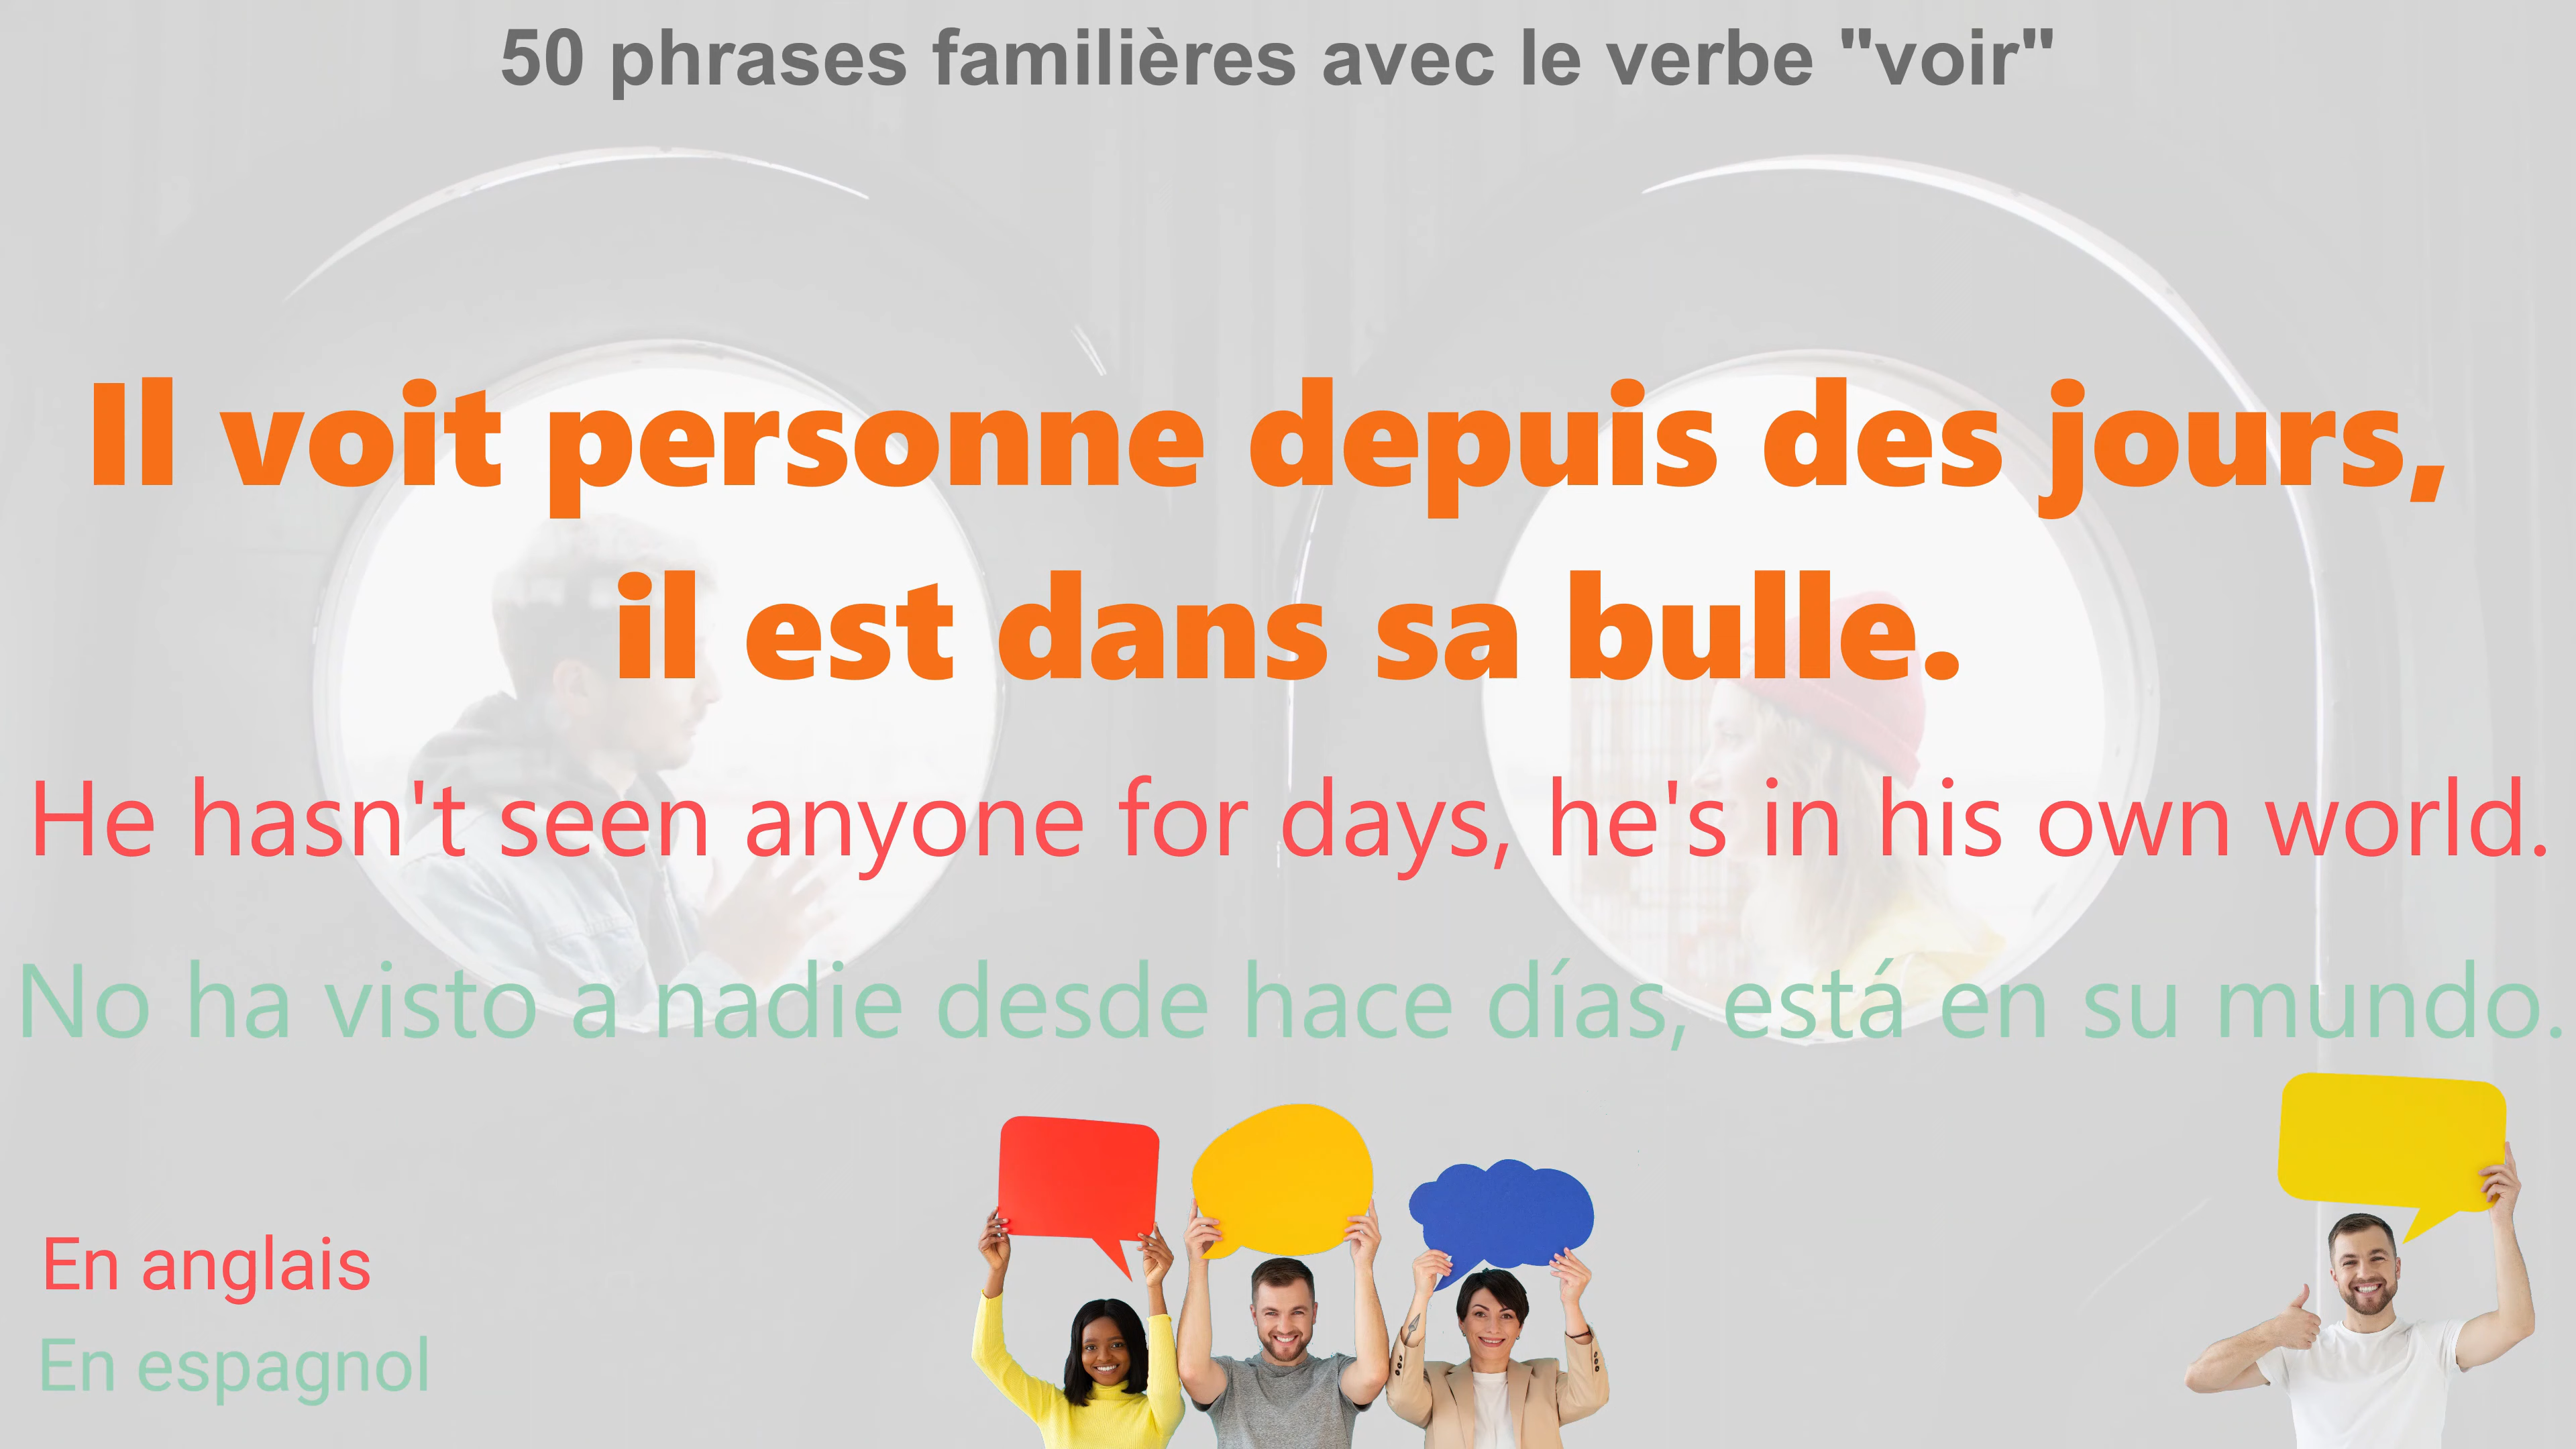 50 phrases familières avec le verbe "voir"
Il voit personne depuis des jours,
il est dans sa bulle.
He hasn't seen anyone for days, he's in his own world.
No ha visto a nadie desde hace días, está en su mundo.
En anglais
En espagnol